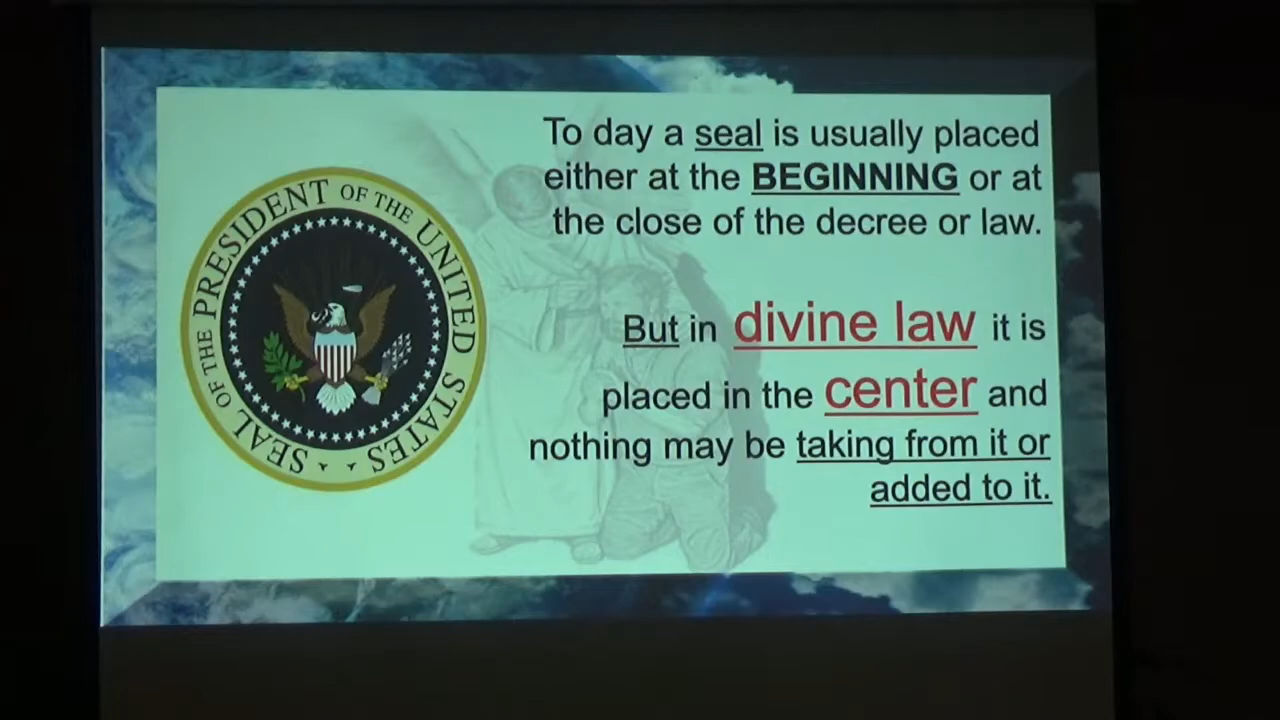 SEAL OF THE PRESIDENT OF THE UNITED STATES
To day a seal is usually placed
either at the BEGINNING or at
the close of the decree or law.
But in divine law it is
placed in the center and
nothing may be taking from it or
added to it.